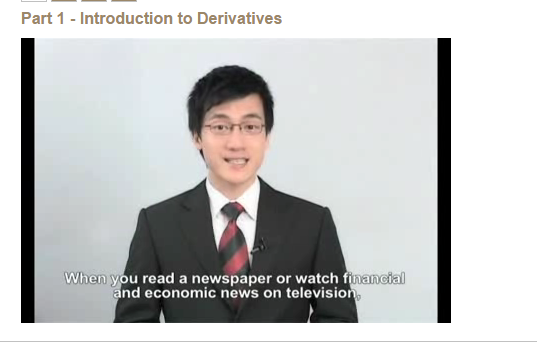 Part 1 - Introduction to Derivatives
When you read a newspaper or watch financial
and economic news on television,